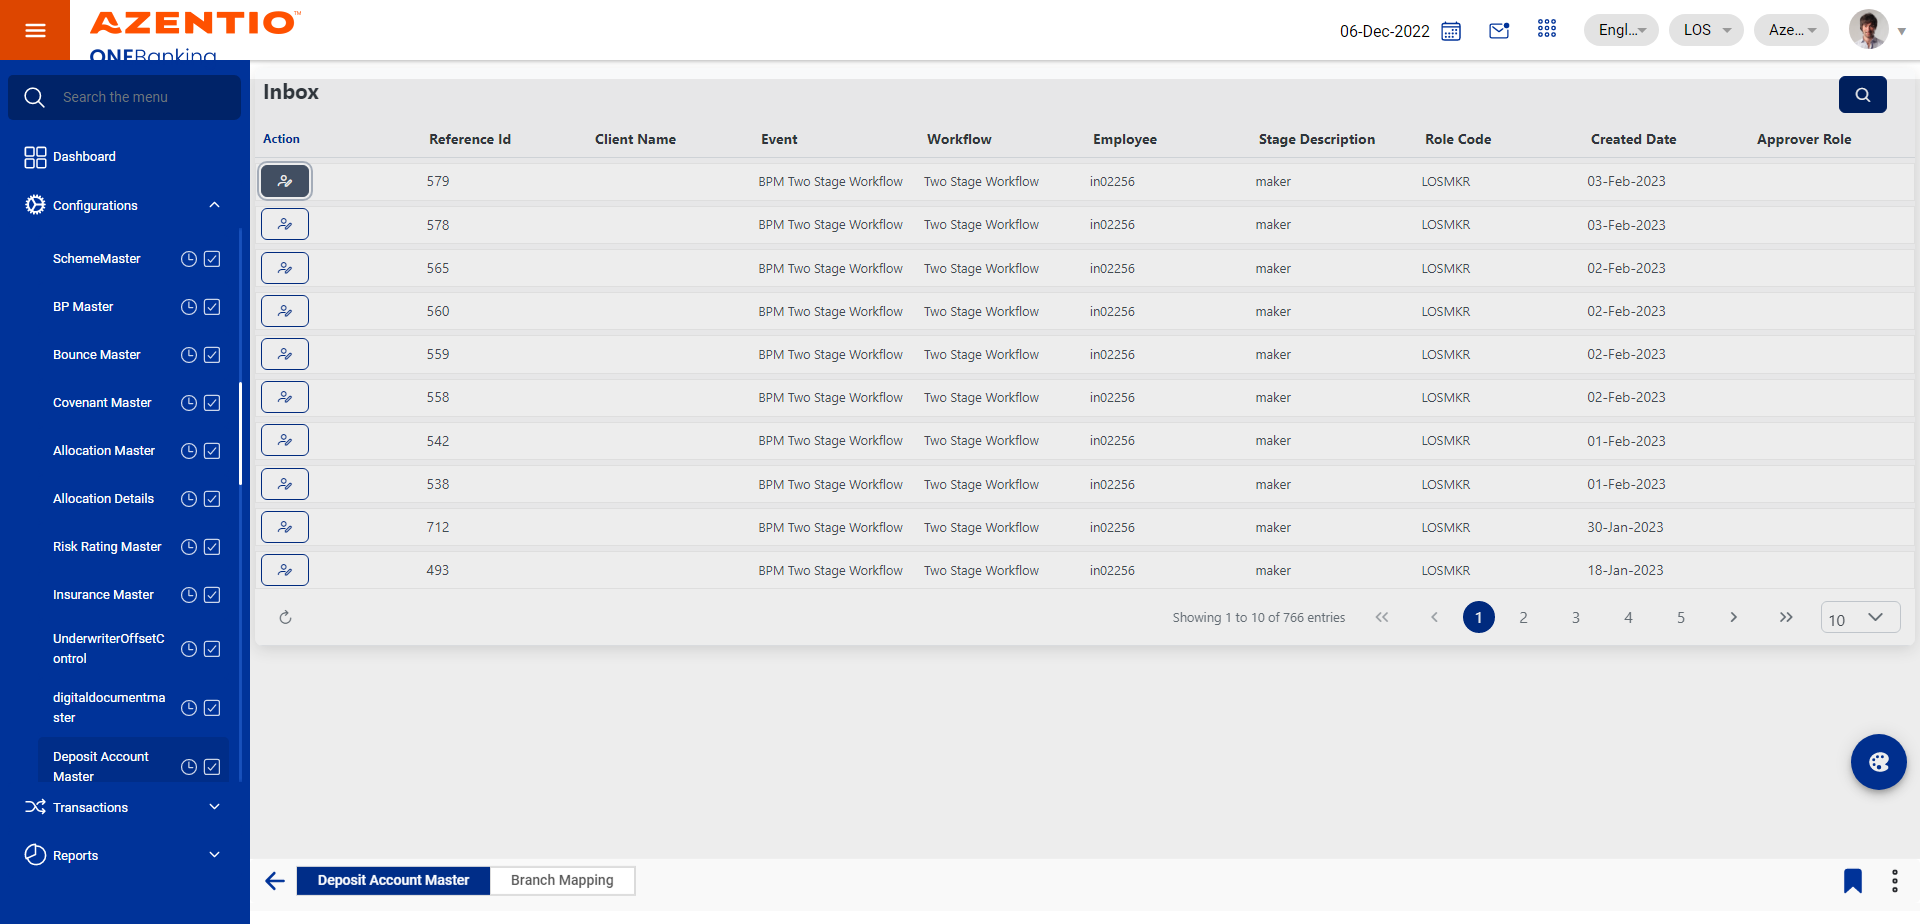 AZENTIO™
ONEBanking
06-Dec-2022
Engl...
LOS
Aze...
Search the menu
Dashboard
Configurations
SchemeMaster
BP Master
Bounce Master
Covenant Master
Allocation Master
Allocation Details
Risk Rating Master
Insurance Master
UnderwriterOffsetC
ontrol
digitaldocumentma
ster
Deposit Account
Master
Transactions
Reports
Inbox
Action Reference Id Client Name Event Workflow Employee Stage Description Role Code Created Date Approver Role
579 BPM Two Stage Workflow Two Stage Workflow in02256 maker LOSMKR 03-Feb-2023
578 BPM Two Stage Workflow Two Stage Workflow in02256 maker LOSMKR 03-Feb-2023
565 BPM Two Stage Workflow Two Stage Workflow in02256 maker LOSMKR 02-Feb-2023
560 BPM Two Stage Workflow Two Stage Workflow in02256 maker LOSMKR 02-Feb-2023
559 BPM Two Stage Workflow Two Stage Workflow in02256 maker LOSMKR 02-Feb-2023
558 BPM Two Stage Workflow Two Stage Workflow in02256 maker LOSMKR 02-Feb-2023
542 BPM Two Stage Workflow Two Stage Workflow in02256 maker LOSMKR 01-Feb-2023
538 BPM Two Stage Workflow Two Stage Workflow in02256 maker LOSMKR 01-Feb-2023
712 BPM Two Stage Workflow Two Stage Workflow in02256 maker LOSMKR 30-Jan-2023
493 BPM Two Stage Workflow Two Stage Workflow in02256 maker LOSMKR 18-Jan-2023
Showing 1 to 10 of 766 entries 1 2 3 4 5 10
Deposit Account Master Branch Mapping